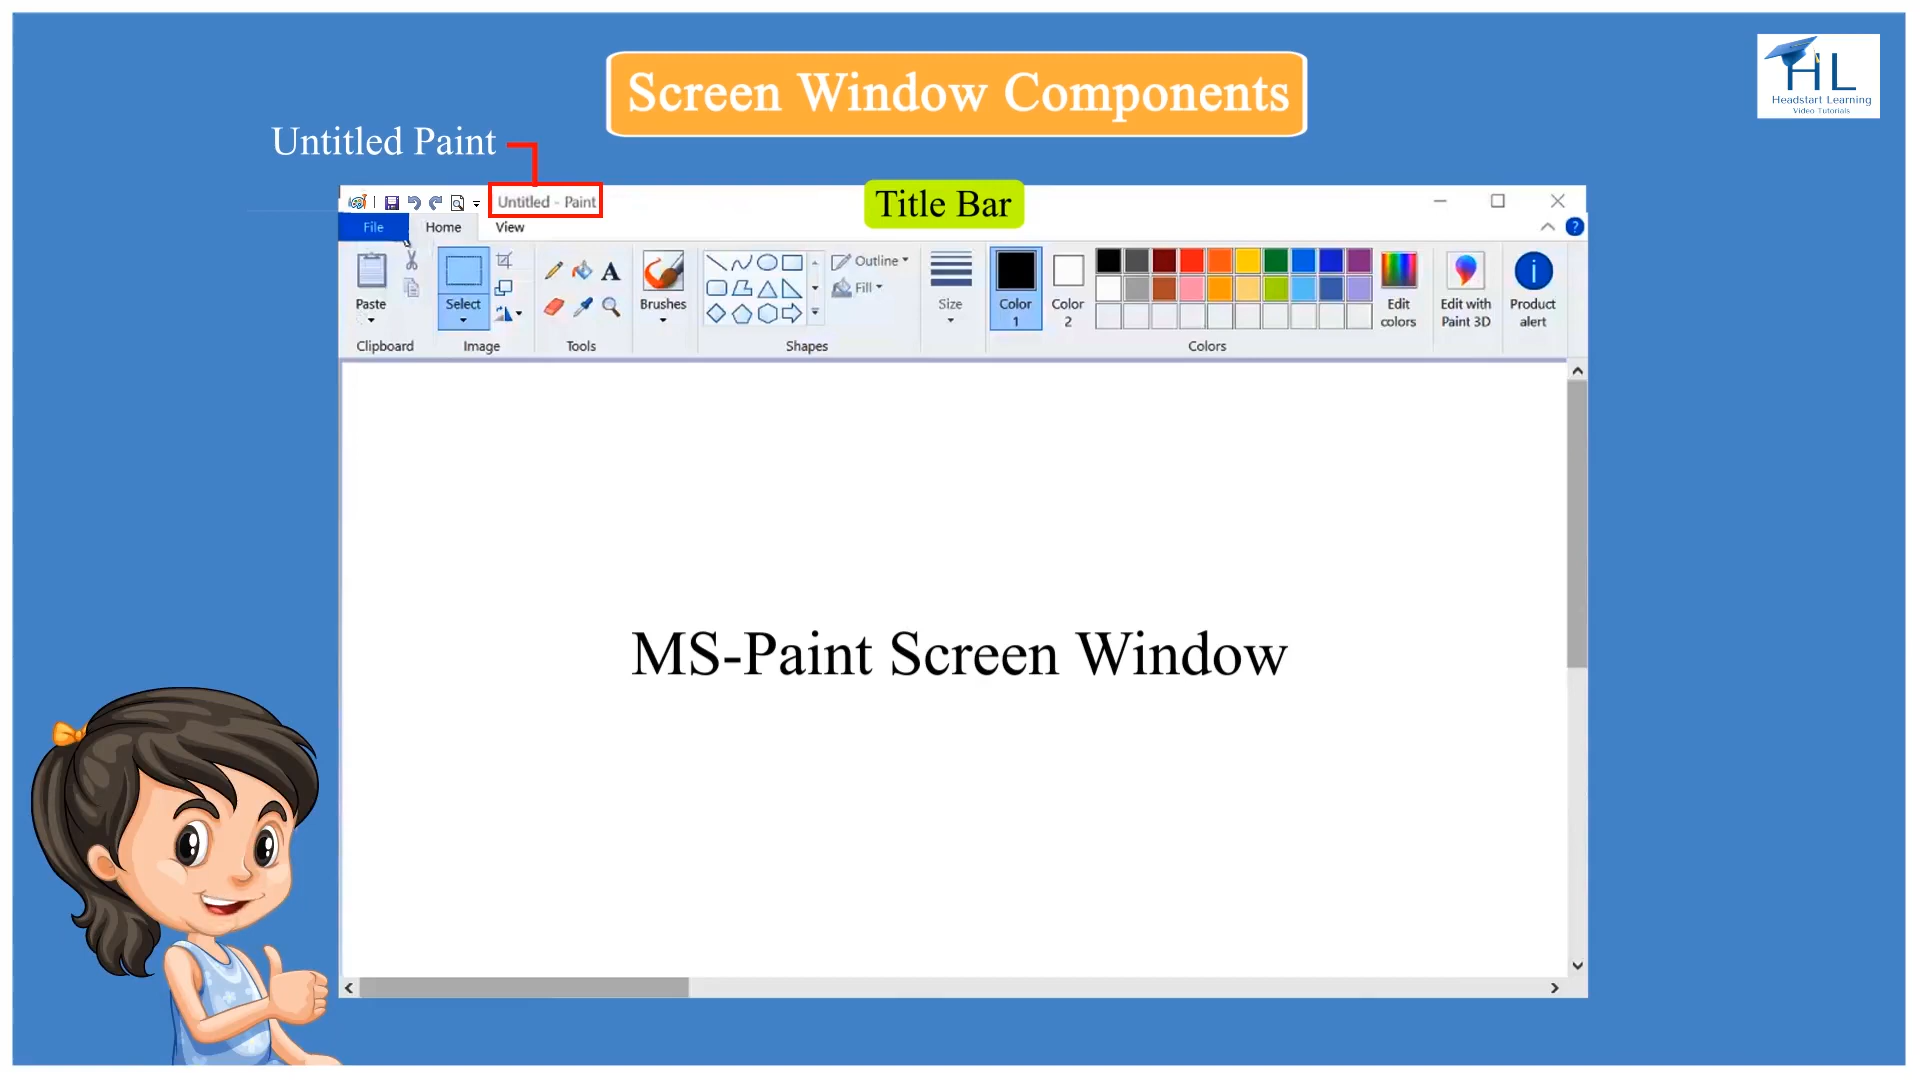 Screen Window Components
HL
Headstart Learning
Video Tutorials
Untitled Paint
Untitled - Paint
Title Bar
File Home View
?
Paste
Select
A
Brushes
Outline
Fill
Size
Color
1
Color
2
Edit
colors
Edit with
Paint 3D
i
Product
alert
Clipboard
Image
Tools
Shapes
Colors
MS-Paint Screen Window